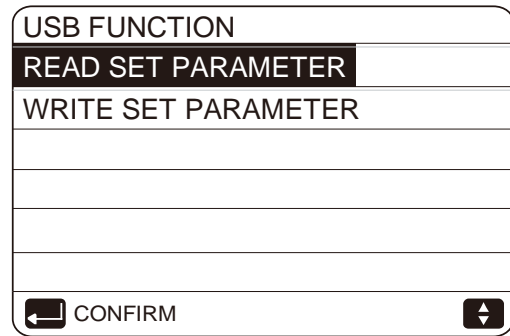 USB FUNCTION
READ SET PARAMETER
WRITE SET PARAMETER
CONFIRM